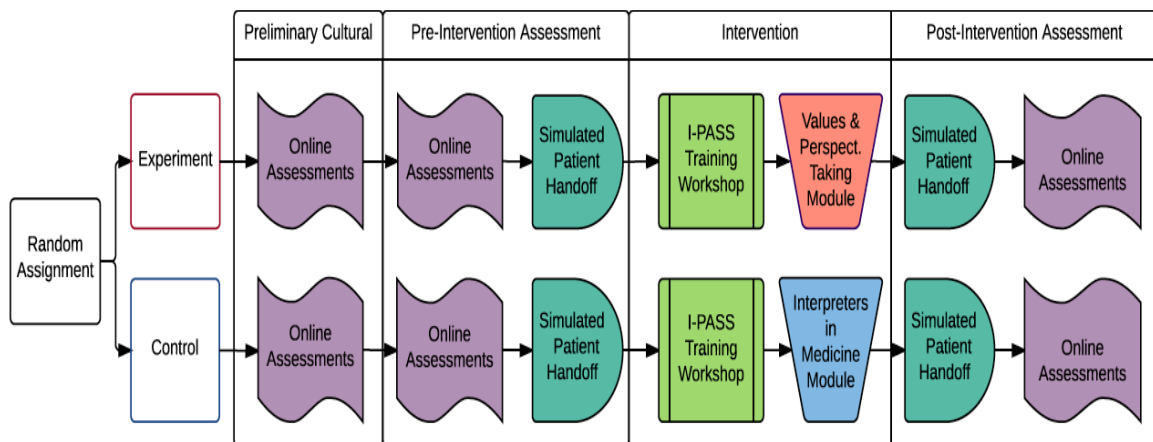 Preliminary Cultural
Pre-Intervention Assessment
Intervention
Post-Intervention Assessment
Random
Assignment
Experiment
Online
Assessments
Online
Assessments
Simulated
Patient
Handoff
I-PASS
Training
Workshop
Values &
Perspect.
Taking
Module
Simulated
Patient
Handoff
Online
Assessments
Control
Online
Assessments
Online
Assessments
Simulated
Patient
Handoff
I-PASS
Training
Workshop
Interpreters
in
Medicine
Module
Simulated
Patient
Handoff
Online
Assessments